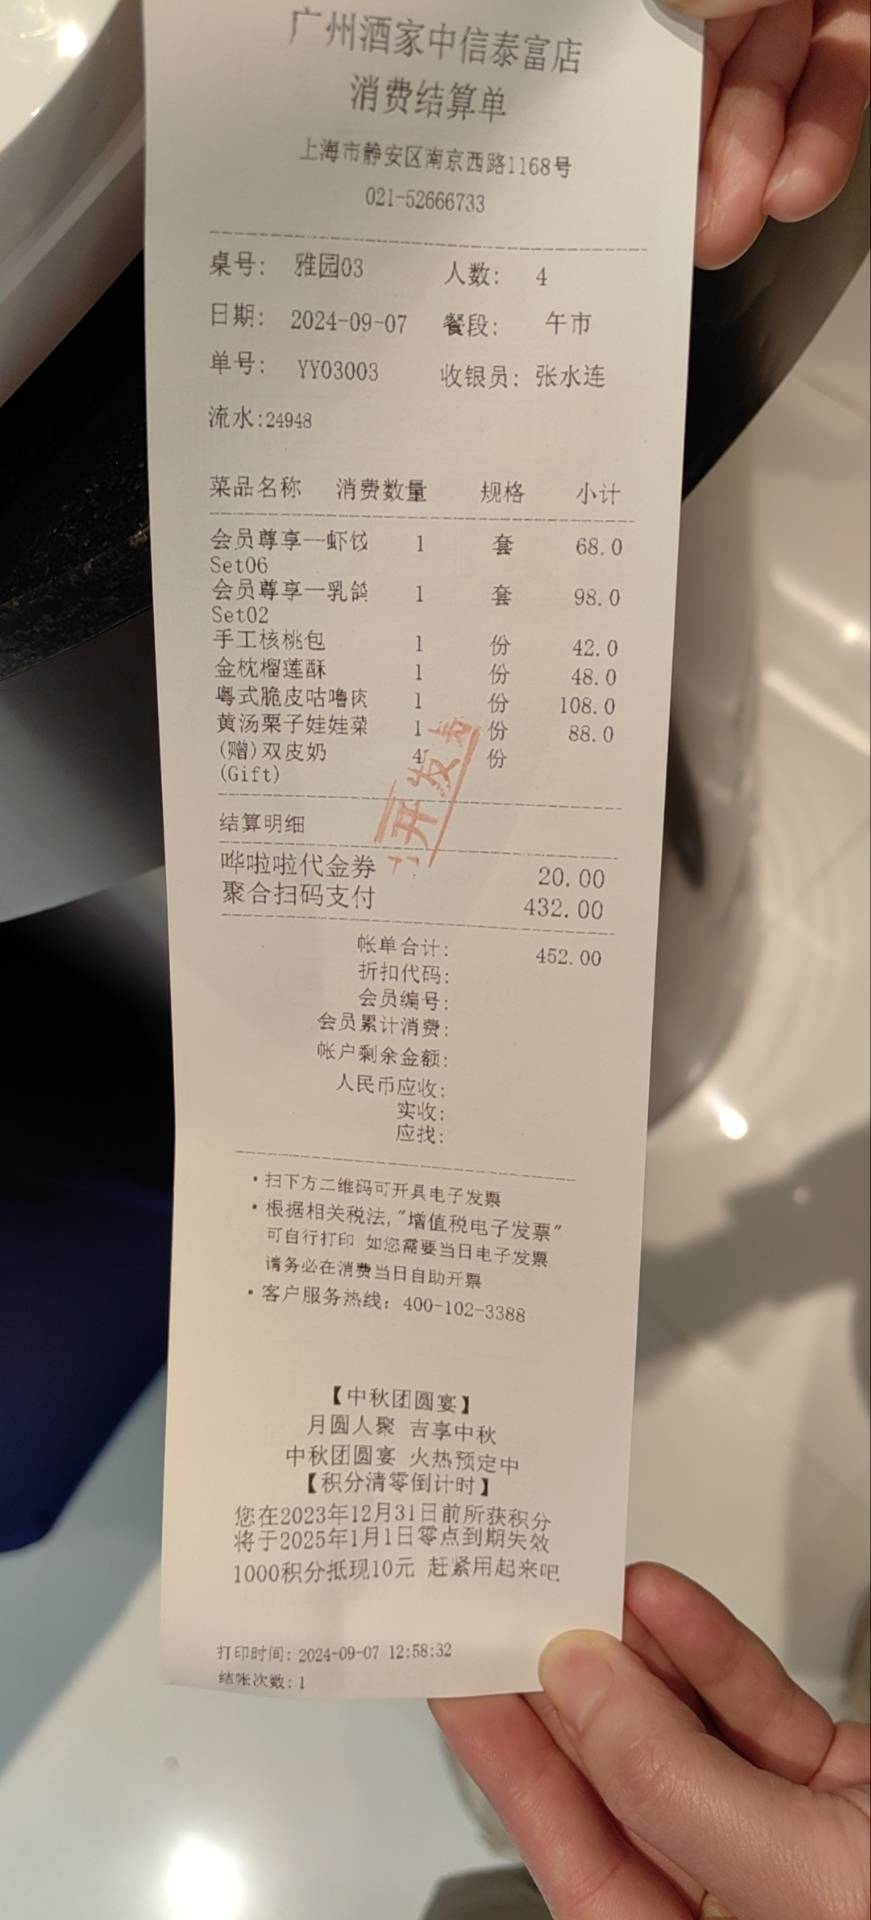 广州酒家中信泰富店
消费结算单
上海市静安区南京西路1168号
021-52666733
桌号: 雅园03 人数: 4
日期: 2024-09-07 餐段: 午市
单号: YY03003 收银员: 张水连
流水:24948
菜品名称 消费数量 规格 小计
会员尊享一虾饺 1 套 68.0
Set06
会员尊享一乳鸽 1 套 98.0
Set02
手工核桃包 1 份 42.0
金枕榴莲酥 1 份 48.0
粤式脆皮咕噜肉 1 份 108.0
黄汤栗子娃娃菜 1 份 88.0
(赠)双皮奶 4 份
(Gift)
开发
结算明细
哗啦啦代金券 20.00
聚合扫码支付 432.00
帐单合计: 452.00
折扣代码:
会员编号:
会员累计消费:
帐户剩余金额:
人民币应收:
实收:
应找:
·扫下方二维码可开具电子发票
·根据相关税法,"增值税电子发票"
可自行打印 如您需要当日电子发票
请务必在消费当日自助开票
·客户服务热线: 400-102-3388
【中秋团圆宴】
月圆人聚 吉享中秋
中秋团圆宴 火热预定中
【积分清零倒计时】
您在2023年12月31日前所获积分
将于2025年1月1日零点到期失效
1000积分抵现10元 赶紧用起来吧
打印时间: 2024-09-07 12:58:32
结帐次数: 1